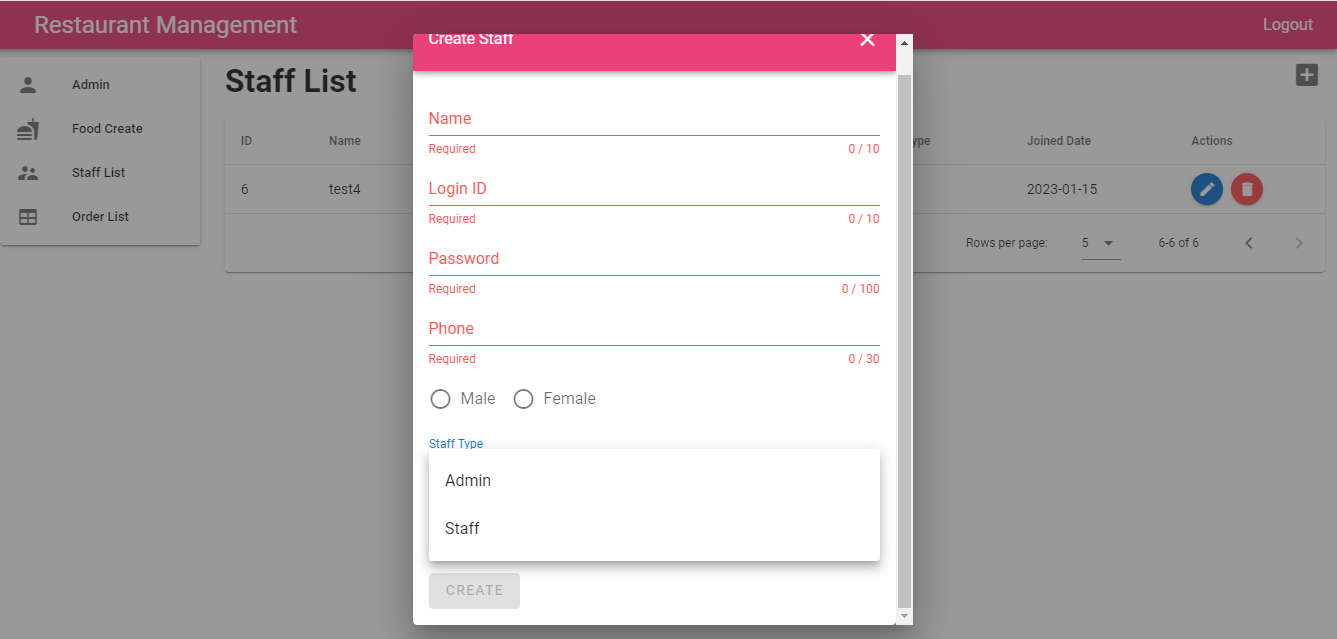 Restaurant Management
Logout
Admin
Food Create
Staff List
Order List
Staff List
ID Name ype Joined Date Actions
6 test4 2023-01-15
Rows per page: 5 6-6 of 6
Create Staff
Name
Required 0 / 10
Login ID
Required 0 / 10
Password
Required 0 / 100
Phone
Required 0 / 30
Male Female
Staff Type
Admin
Staff
CREATE